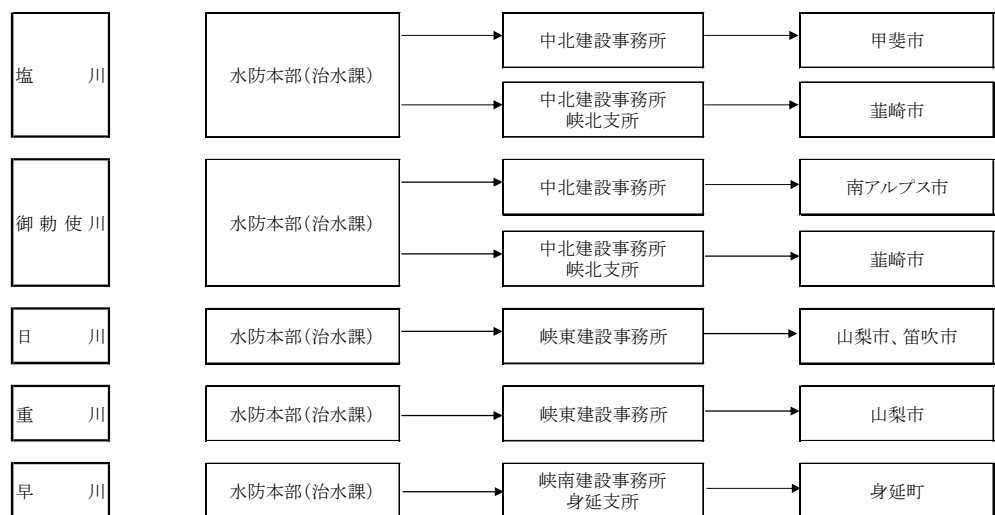 塩川
水防本部(治水課)
中北建設事務所
甲斐市
中北建設事務所
峡北支所
韮崎市
御勅使川
水防本部(治水課)
中北建設事務所
南アルプス市
中北建設事務所
峡北支所
韮崎市
日川
水防本部(治水課)
峡東建設事務所
山梨市、笛吹市
重川
水防本部(治水課)
峡東建設事務所
山梨市
早川
水防本部(治水課)
峡南建設事務所
身延支所
身延町